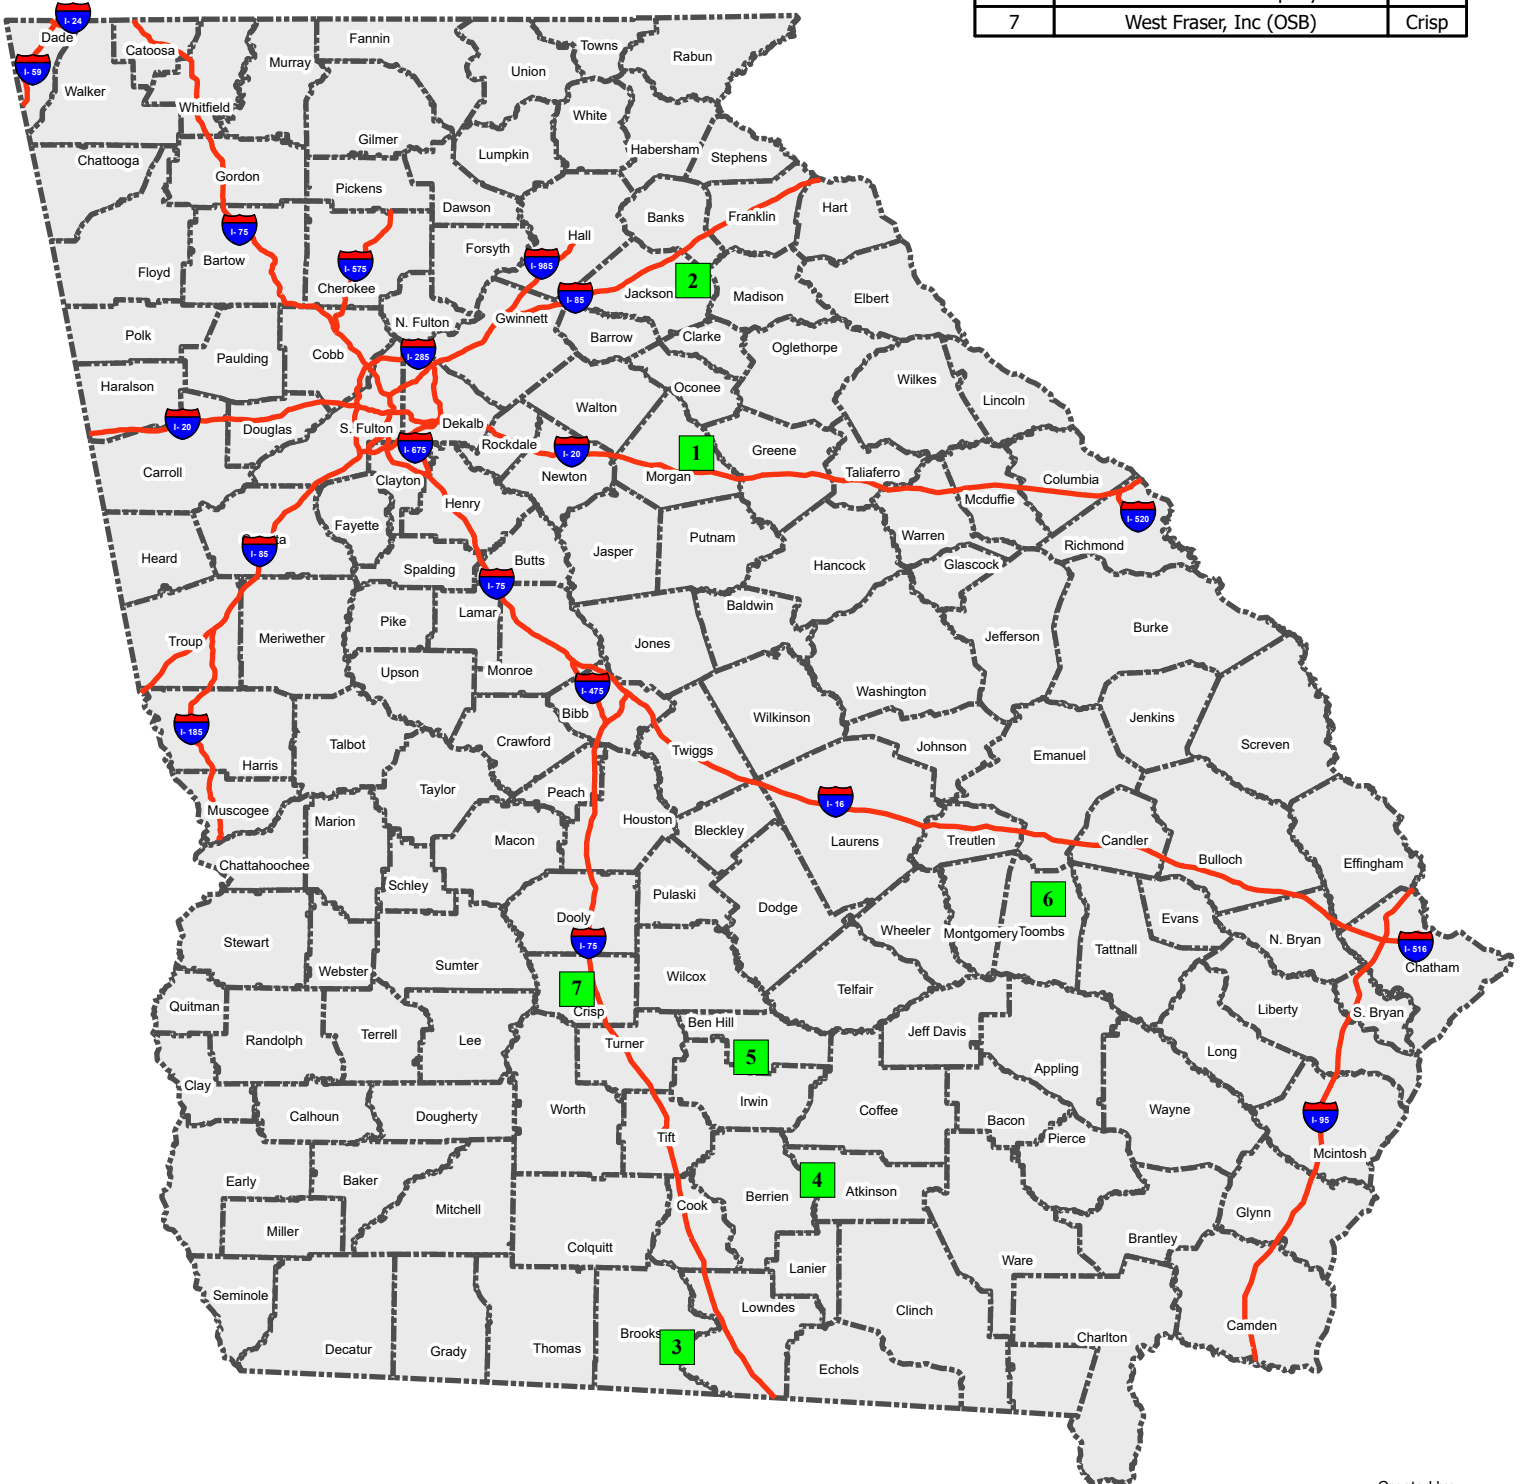 7 West Fraser, Inc (OSB) Crisp
I- 24
Dade
Catoosa
Fannin
Towns
Rabun
I- 59
Murray
Union
Walker
Whitfield
White
Gilmer
Habersham
Chattooga
Lumpkin
Stephens
Gordon
Pickens
Dawson
Banks
Franklin
Hart
I- 75
Hall
Forsyth
Bartow
I- 575
I- 985
Floyd
Cherokee
2
I- 85
Jackson
Madison
Elbert
Gwinnett
N. Fulton
Polk
Barrow
Clarke
Oglethorpe
Paulding
Cobb
I- 285
Haralson
Oconee
Wilkes
Lincoln
Walton
I- 20
Douglas
S. Fulton
Dekalb
Rockdale
I- 675
I- 20
1
Greene
Carroll
Clayton
Newton
Morgan
Taliaferro
Columbia
Henry
Mcduffie
I- 520
Fayette
Putnam
Warren
Richmond
I- 85
ta
Heard
Spalding
Butts
Jasper
Hancock
Glascock
I- 75
Lamar
Baldwin
Pike
Troup
Meriwether
Jones
Jefferson
Burke
Upson
Monroe
I- 475
Washington
I- 185
Bibb
Wilkinson
Jenkins
Talbot
Crawford
Twiggs
Johnson
Emanuel
Screven
Harris
Taylor
Peach
I- 16
Muscogee
Marion
Houston
Bleckley
Macon
Laurens
Treutlen
Candler
Bulloch
Effingham
Chattahoochee
Schley
Pulaski
6
Dooly
Dodge
Evans
Stewart
I- 75
Wheeler
Montgomery
Toombs
Tattnall
N. Bryan
I- 516
Webster
Sumter
Wilcox
Chatham
Quitman
7
Crisp
Telfair
Liberty
S. Bryan
Randolph
Terrell
Lee
Turner
Ben Hill
Jeff Davis
5
Long
Clay
Appling
Calhoun
Dougherty
Worth
Irwin
Coffee
Bacon
Wayne
I- 95
Tift
Pierce
Mcintosh
Early
Baker
4
Mitchell
Berrien
Atkinson
Cook
Glynn
Miller
Colquitt
Brantley
Lanier
Ware
Seminole
Lowndes
Clinch
Camden
Brooks
3
Charlton
Decatur
Grady
Thomas
Echols